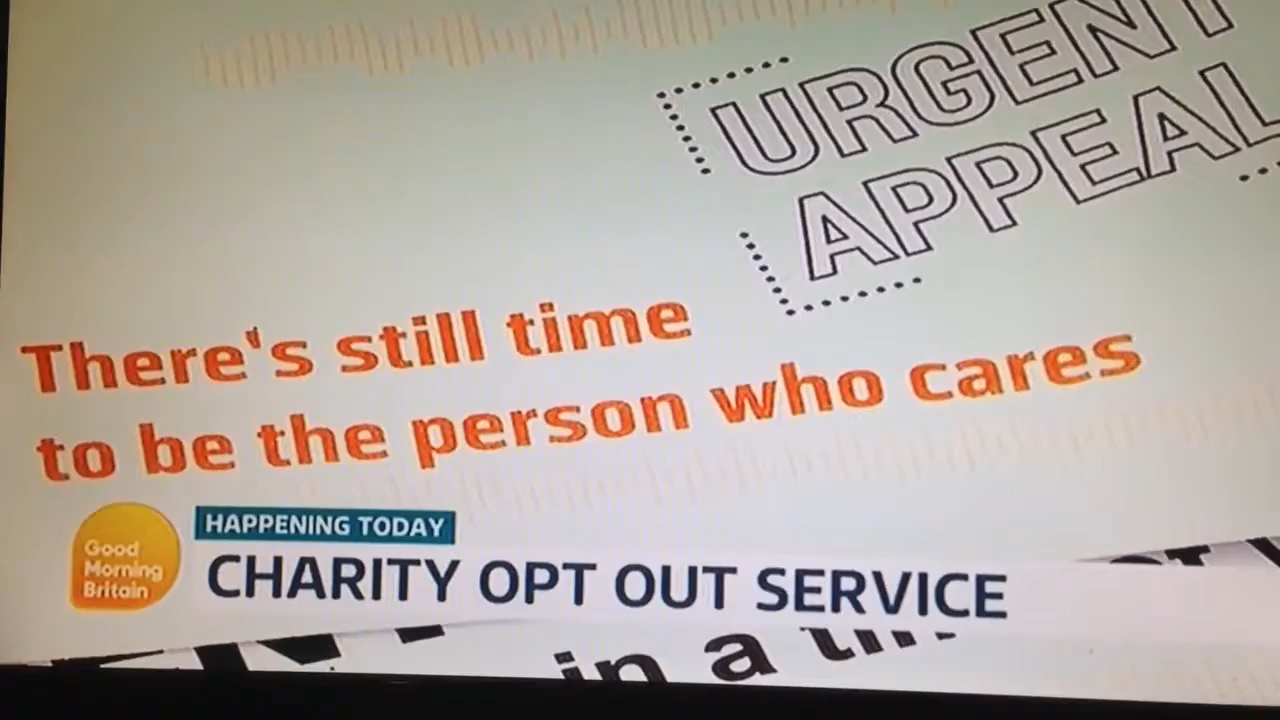 URGENT
APPEAL
There's still time
to be the person who cares
HAPPENING TODAY
Good
Morning
Britain
CHARITY OPT OUT SERVICE
in a